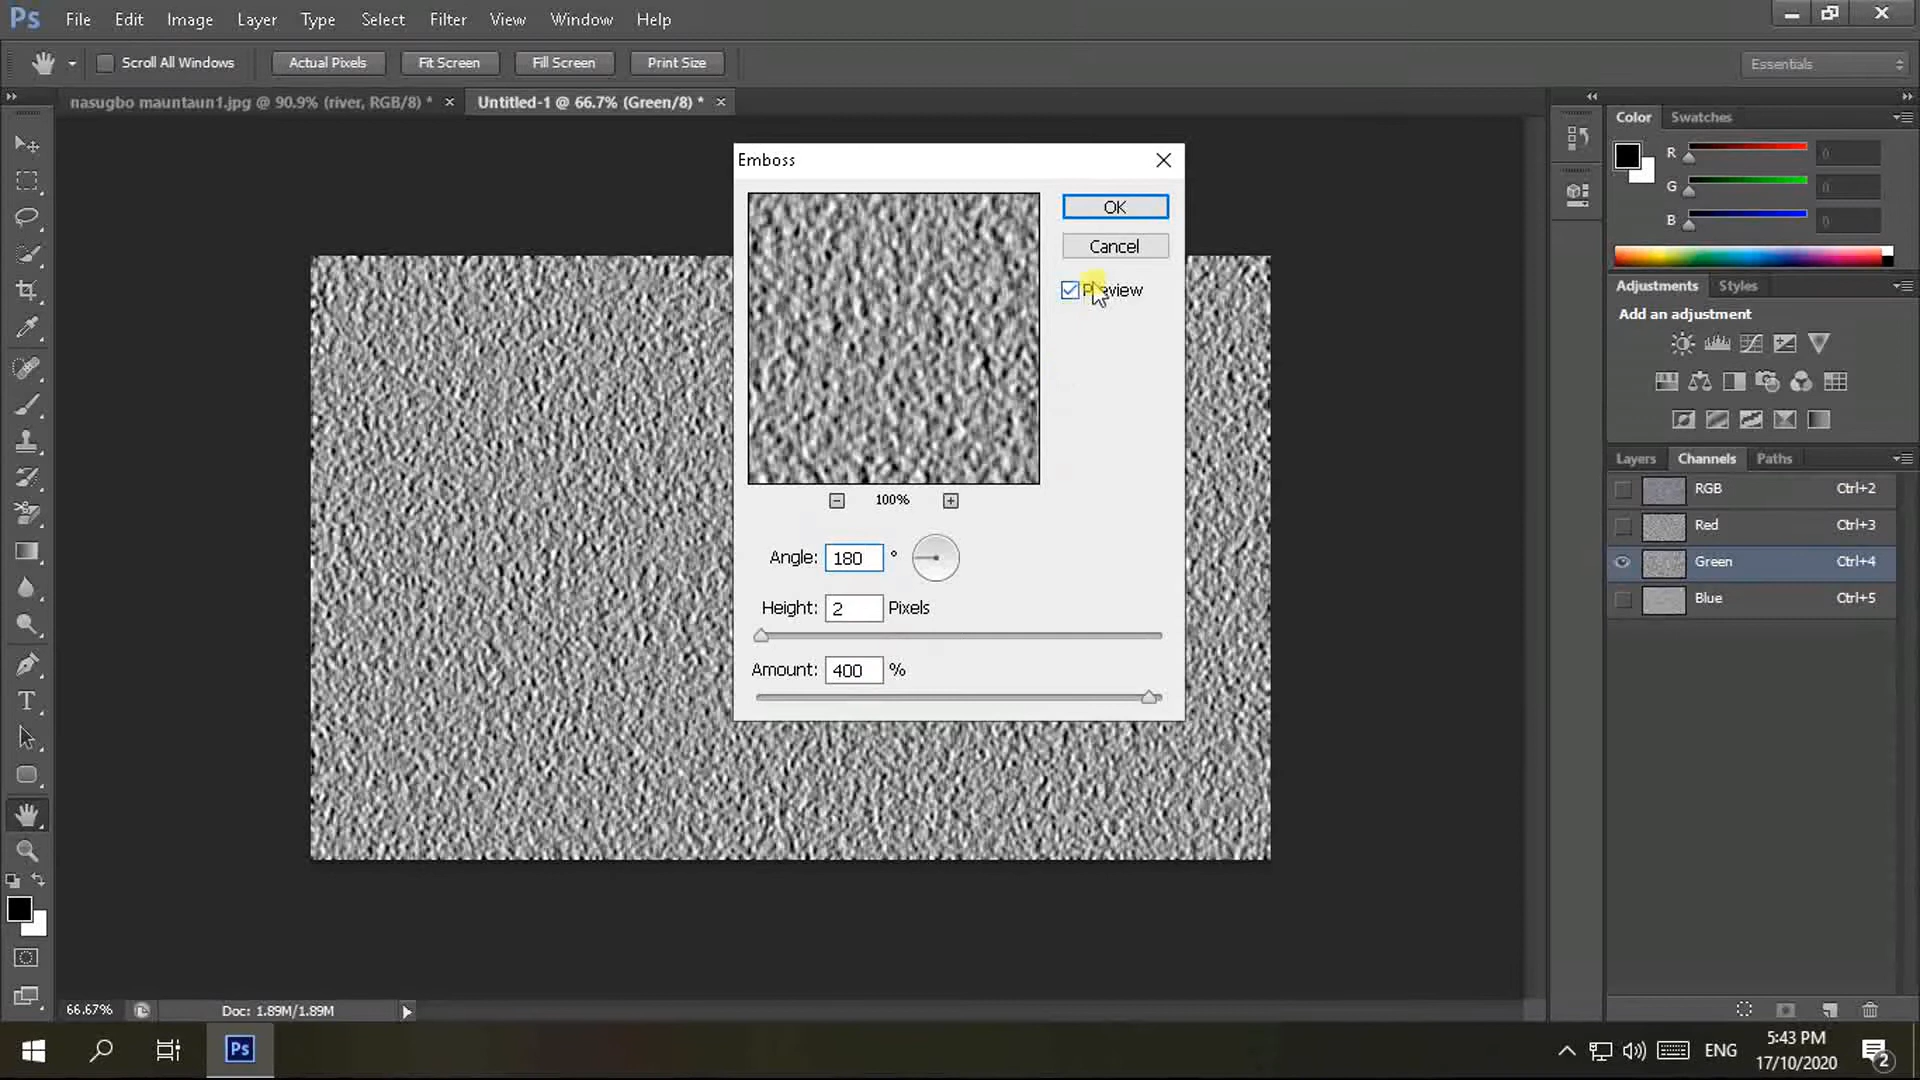 Ps File Edit Image Layer Type Select Filter View Window Help
Scroll All Windows Actual Pixels Fit Screen Fill Screen Print Size Essentials
nasugbo mauntaun1.jpg @ 90.9% (river, RGB/8) * × Untitled-1 @ 66.7% (Green/8) * ×
Color Swatches
R 0
G 0
B 0
Adjustments Styles
Add an adjustment
Layers Channels Paths
RGB Ctrl+2
Red Ctrl+3
Green Ctrl+4
Blue Ctrl+5
Emboss
OK
Cancel
Preview
100%
Angle: 180 °
Height: 2 Pixels
Amount: 400 %
T
66.67% Doc: 1.89M/1.89M
Ps
ENG
5:43 PM
17/10/2020
2